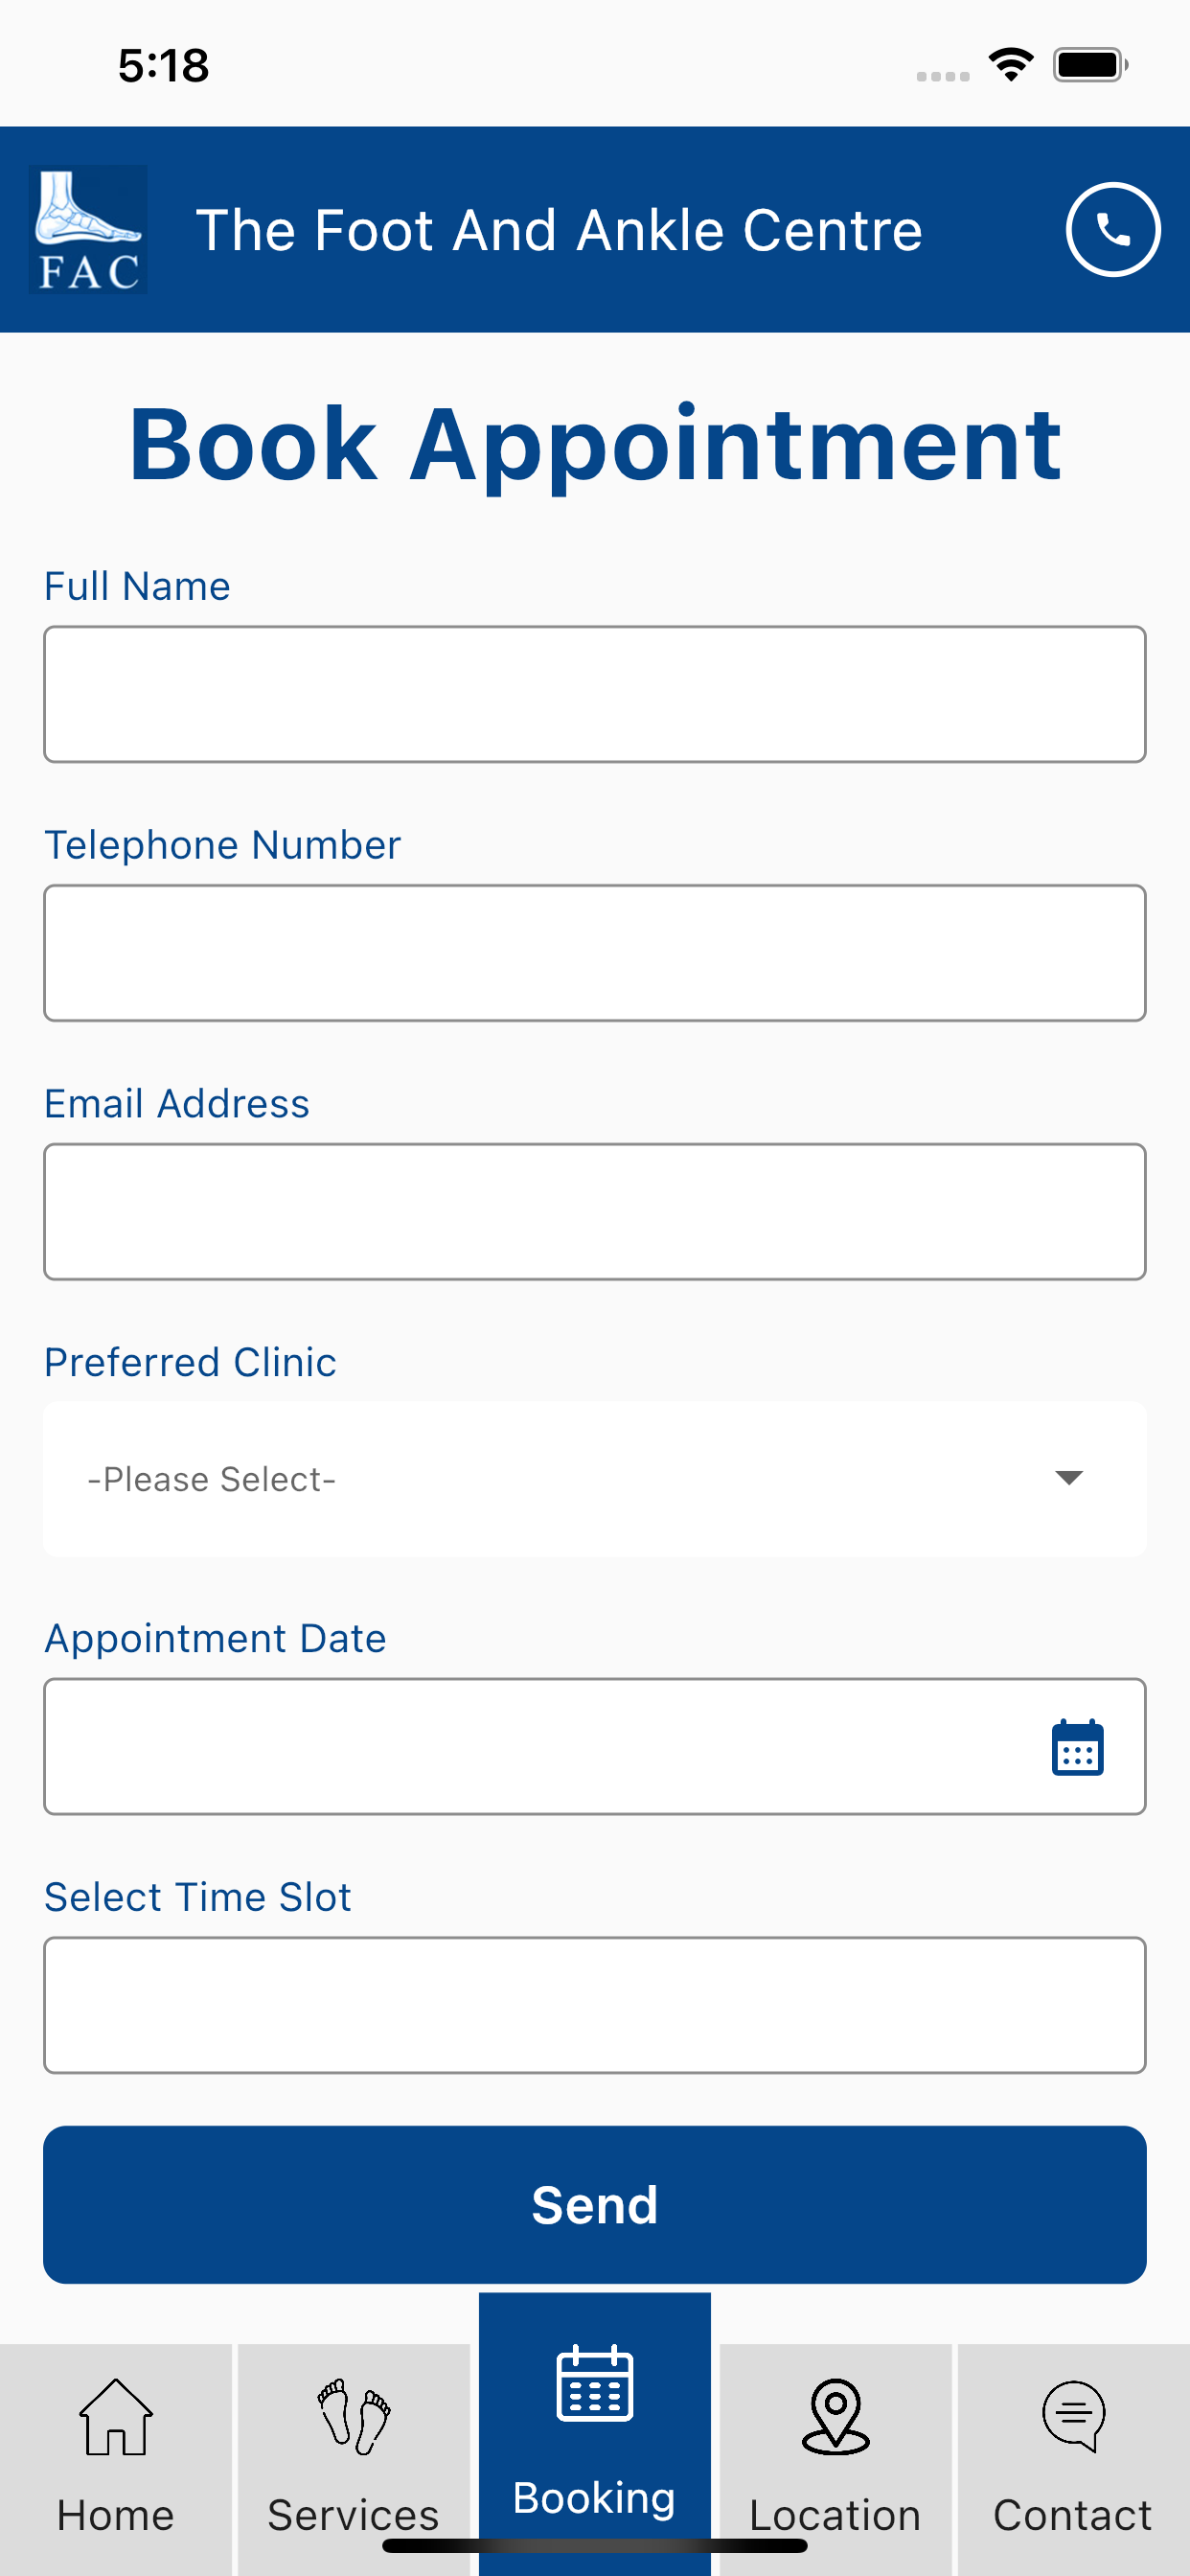 5:18
FAC
The Foot And Ankle Centre
Book Appointment
Full Name
Telephone Number
Email Address
Preferred Clinic
-Please Select-
Appointment Date
Select Time Slot
Send
Home
Services
Booking
Location
Contact